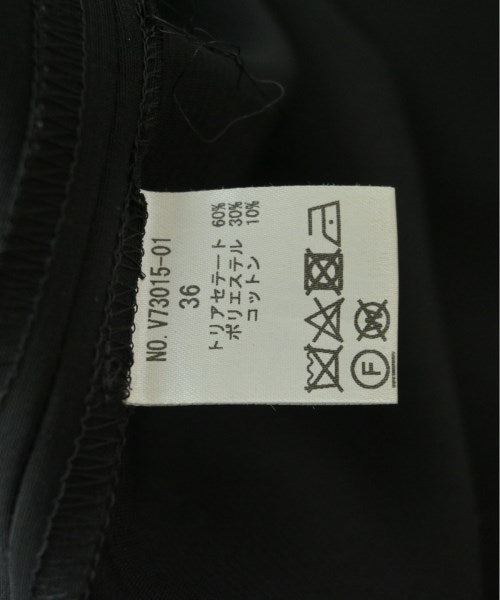 NO. V73015-01
36
トリアセテート 60%
ポリエステル 30%
コットン 10%
F
W